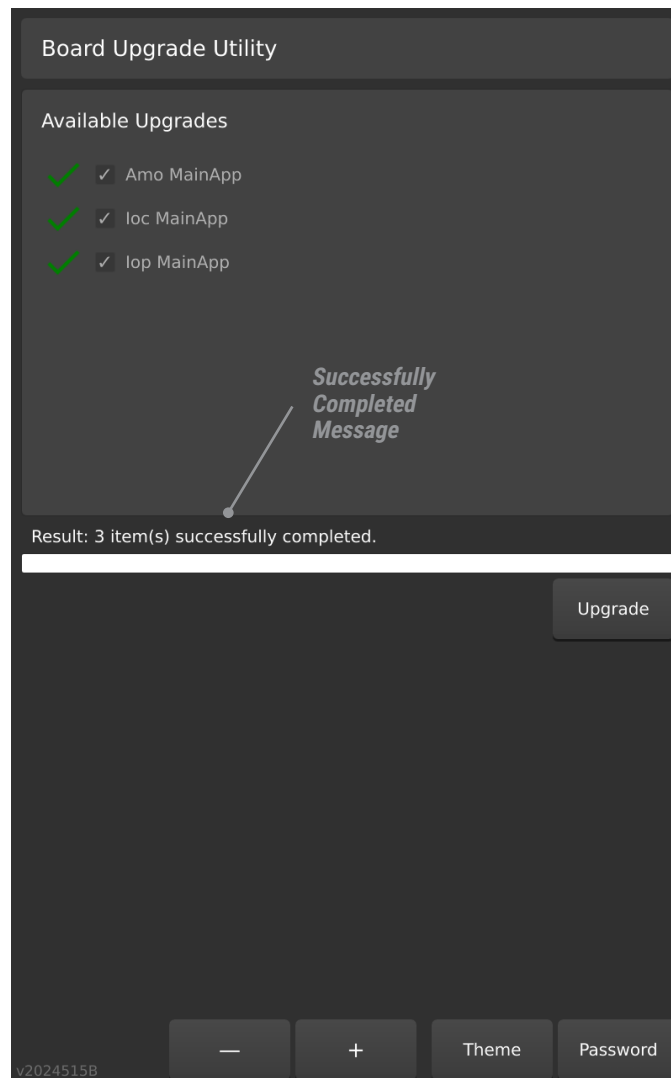 Board Upgrade Utility
Available Upgrades
Amo MainApp
Ioc MainApp
Iop MainApp
Successfully
Completed
Message
Result: 3 item(s) successfully completed.
Upgrade
— + Theme Password
v2024515B